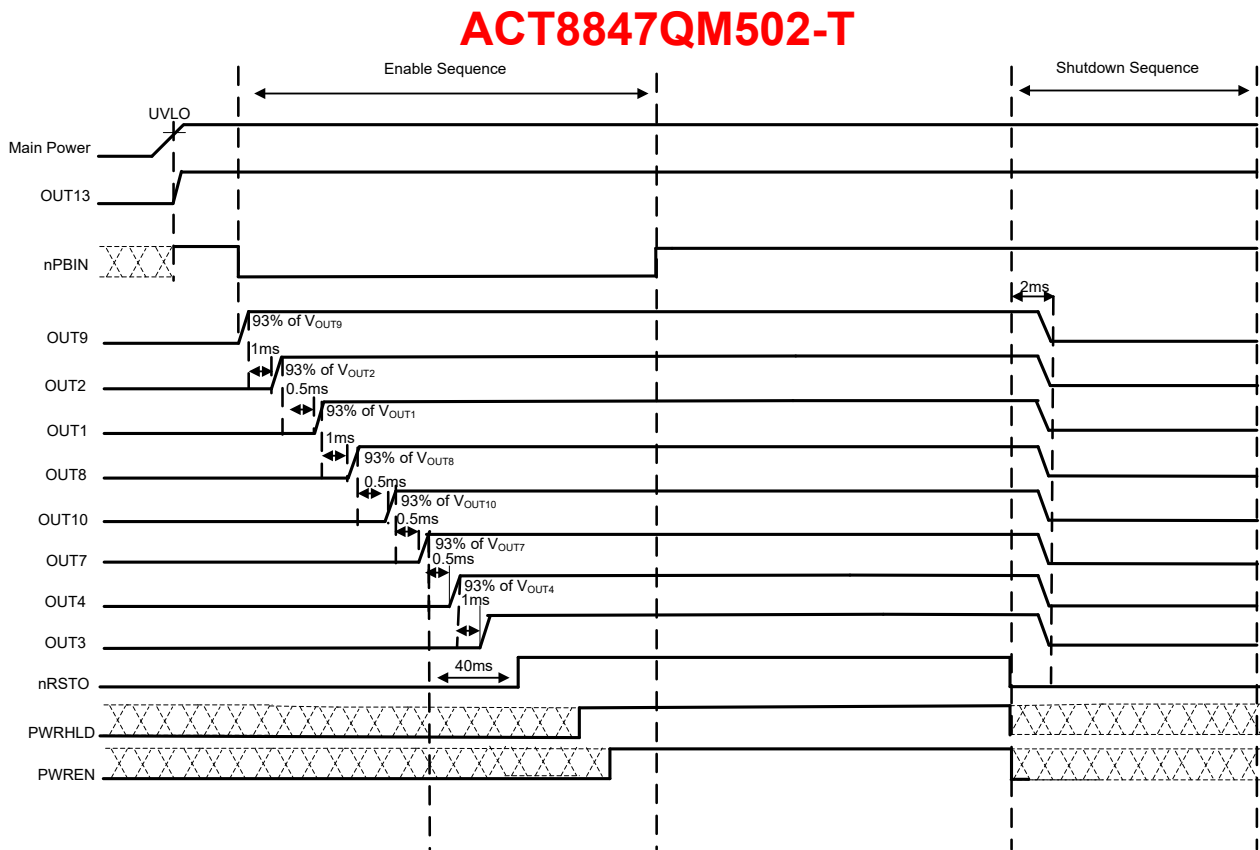 ACT8847QM502-T
Enable Sequence
Shutdown Sequence
UVLO
Main Power
OUT13
nPBIN
2ms
OUT9
93% of VOUT9
1ms
OUT2
93% of VOUT2
0.5ms
OUT1
93% of VOUT1
1ms
OUT8
93% of VOUT8
0.5ms
OUT10
93% of VOUT10
0.5ms
OUT7
93% of VOUT7
0.5ms
OUT4
93% of VOUT4
1ms
OUT3
40ms
nRSTO
PWRHLD
PWREN